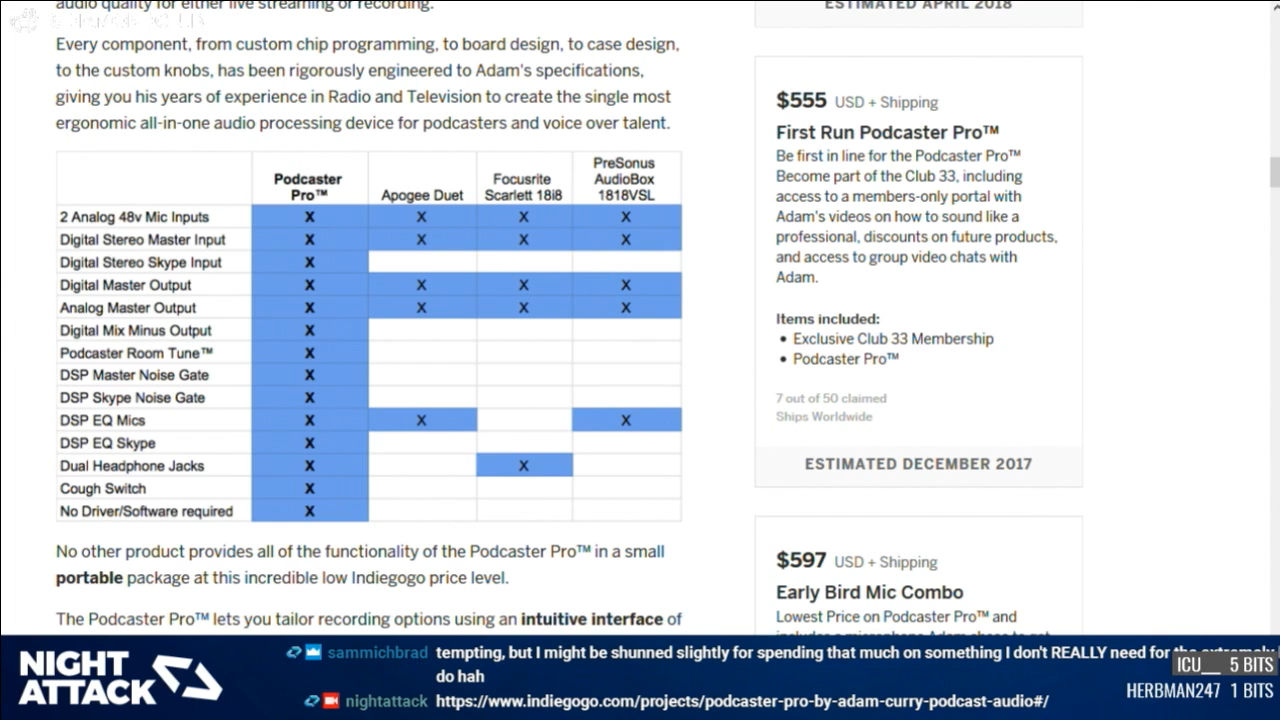 audio quality for either live streaming or recording.
Every component, from custom chip programming, to board design, to case design,
to the custom knobs, has been rigorously engineered to Adam's specifications,
giving you his years of experience in Radio and Television to create the single most
ergonomic all-in-one audio processing device for podcasters and voice over talent.
Podcaster Pro™ Apogee Duet Focusrite Scarlett 18i8 PreSonus AudioBox 1818VSL
2 Analog 48v Mic Inputs X X X X
Digital Stereo Master Input X X X X
Digital Stereo Skype Input X
Digital Master Output X X X X
Analog Master Output X X X X
Digital Mix Minus Output X
Podcaster Room Tune™ X
DSP Master Noise Gate X
DSP Skype Noise Gate X
DSP EQ Mics X X X
DSP EQ Skype X
Dual Headphone Jacks X X
Cough Switch X
No Driver/Software required X
No other product provides all of the functionality of the Podcaster Pro™ in a small
portable package at this incredible low Indiegogo price level.
The Podcaster Pro™ lets you tailor recording options using an intuitive interface of
ESTIMATED APRIL 2018
$555 USD + Shipping
First Run Podcaster Pro™
Be first in line for the Podcaster Pro™
Become part of the Club 33, including
access to a members-only portal with
Adam's videos on how to sound like a
professional, discounts on future products,
and access to group video chats with
Adam.
Items included:
• Exclusive Club 33 Membership
• Podcaster Pro™
7 out of 50 claimed
Ships Worldwide
ESTIMATED DECEMBER 2017
$597 USD + Shipping
Early Bird Mic Combo
Lowest Price on Podcaster Pro™ and
NIGHT
ATTACK
sammichbrad tempting, but I might be shunned slightly for spending that much on something I don't REALLY need for
do hah
nightattack https://www.indiegogo.com/projects/podcaster-pro-by-adam-curry-podcast-audio#/
ICU__ 5 BITS
HERBMAN247 1 BITS